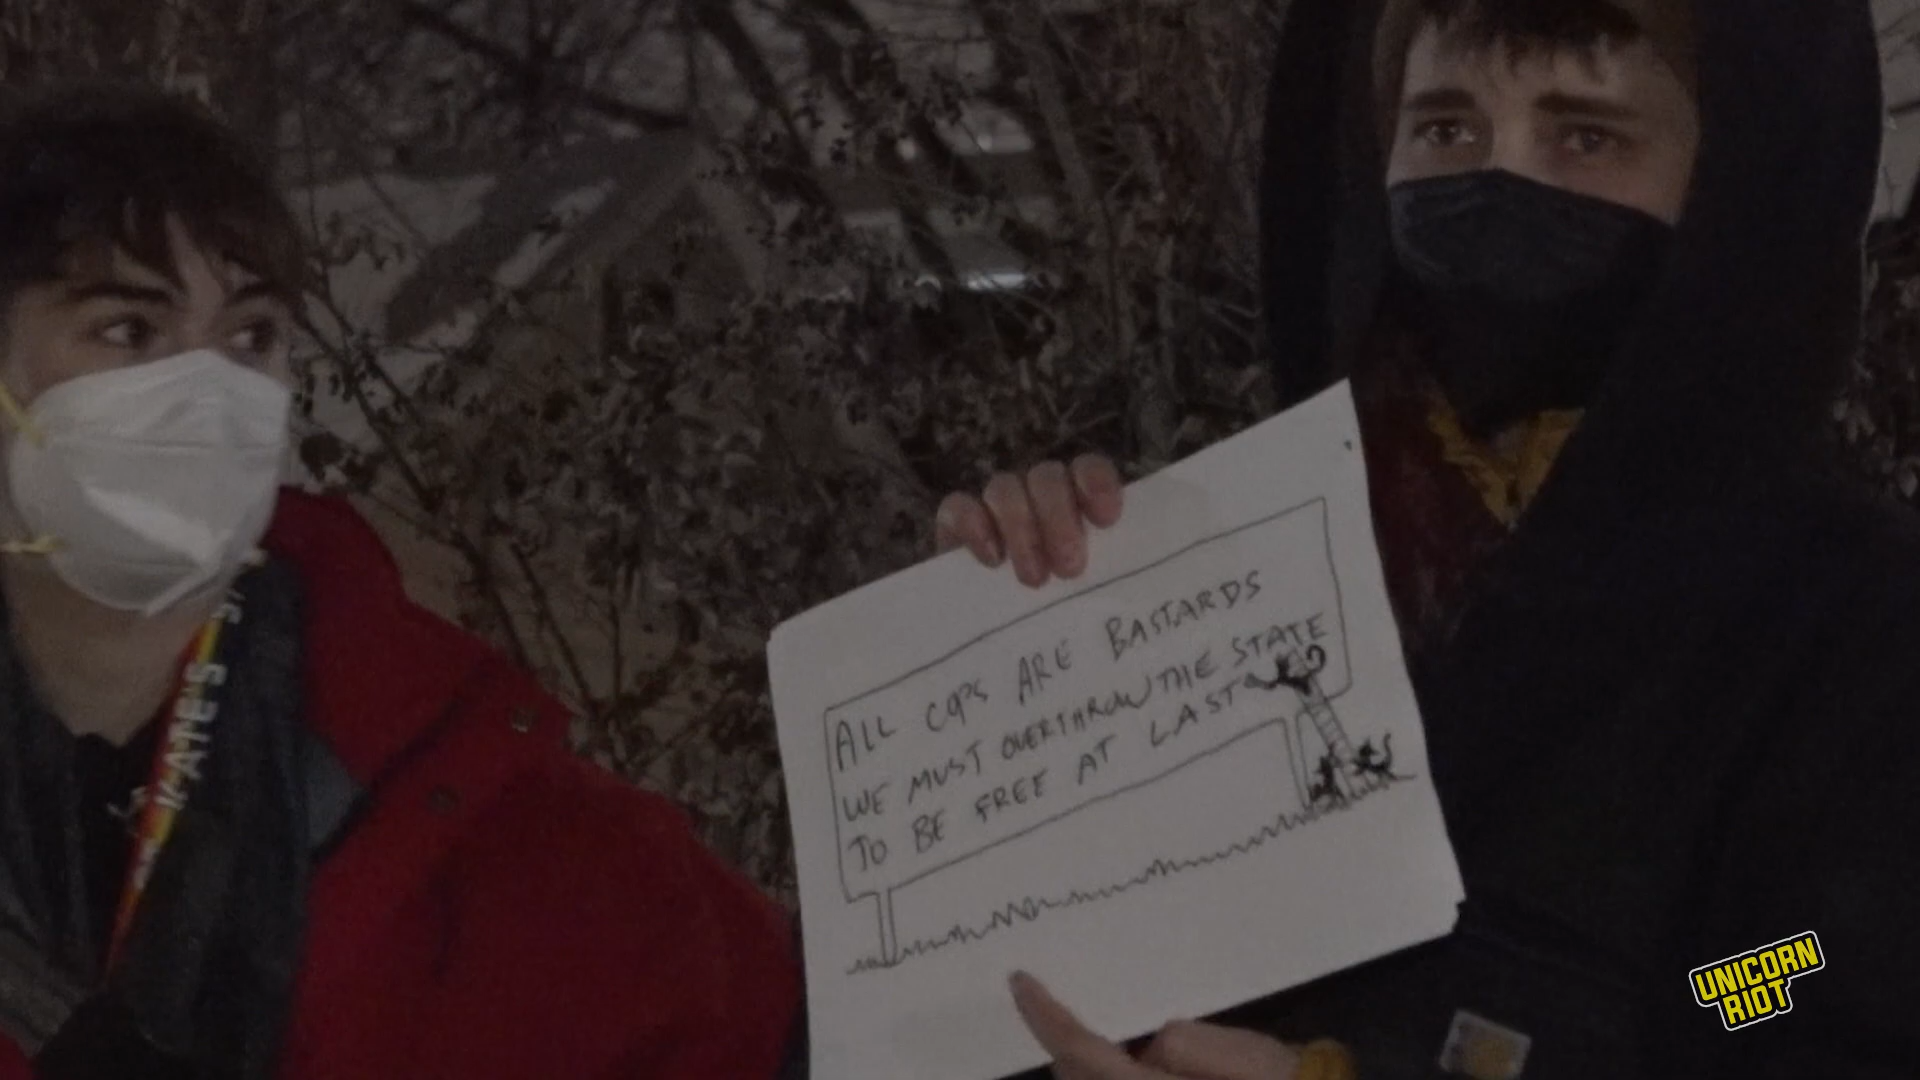 ALL COPS ARE BASTARDS
WE MUST OVERTHROW THE STATE
TO BE FREE AT LAST
UNICORN
RIOT